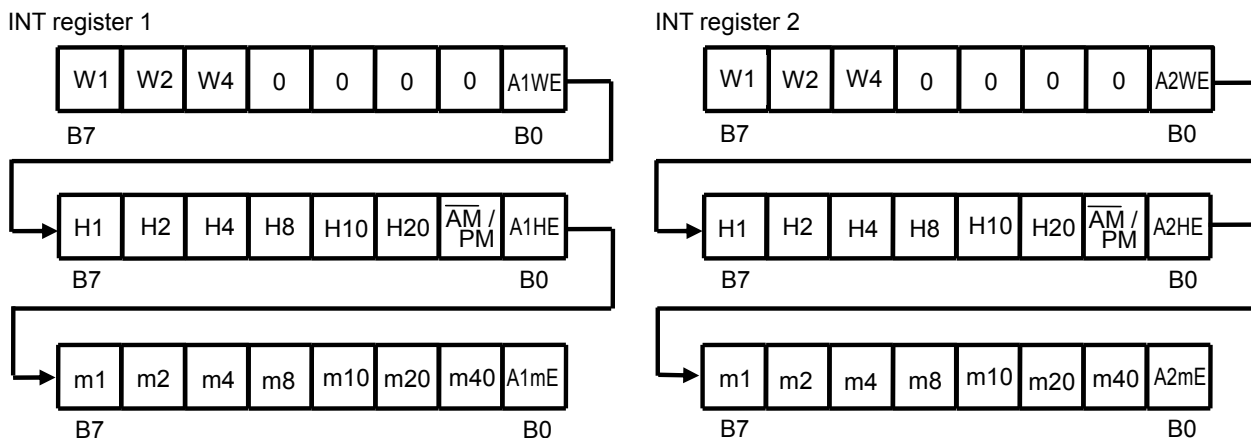 INT register 1
W1 W2 W4 0 0 0 0 A1WE
B7 B0
H1 H2 H4 H8 H10 H20 A̅M̅ / PM A1HE
B7 B0
m1 m2 m4 m8 m10 m20 m40 A1mE
B7 B0
INT register 2
W1 W2 W4 0 0 0 0 A2WE
B7 B0
H1 H2 H4 H8 H10 H20 A̅M̅ / PM A2HE
B7 B0
m1 m2 m4 m8 m10 m20 m40 A2mE
B7 B0